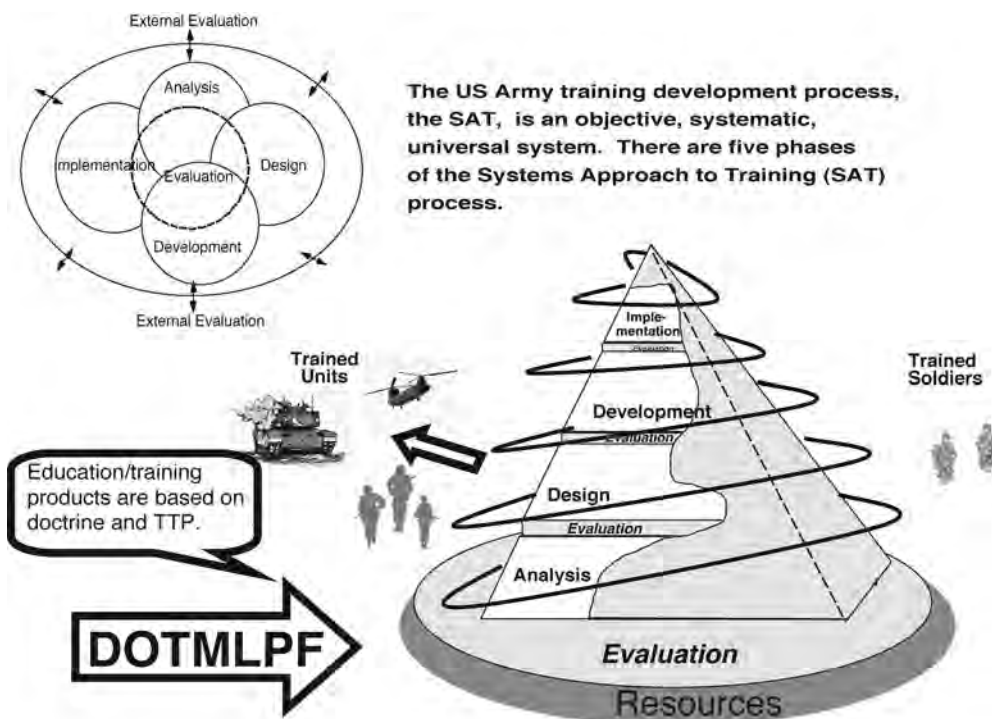 External Evaluation
Analysis
Implementation
Evaluation
Design
Development
External Evaluation
The US Army training development process,
the SAT, is an objective, systematic,
universal system. There are five phases
of the Systems Approach to Training (SAT)
process.
Trained
Units
Trained
Soldiers
Imple-
mentation
Evaluation
Development
Evaluation
Design
Evaluation
Analysis
Education/training
products are based on
doctrine and TTP.
DOTMLPF
Evaluation
Resources